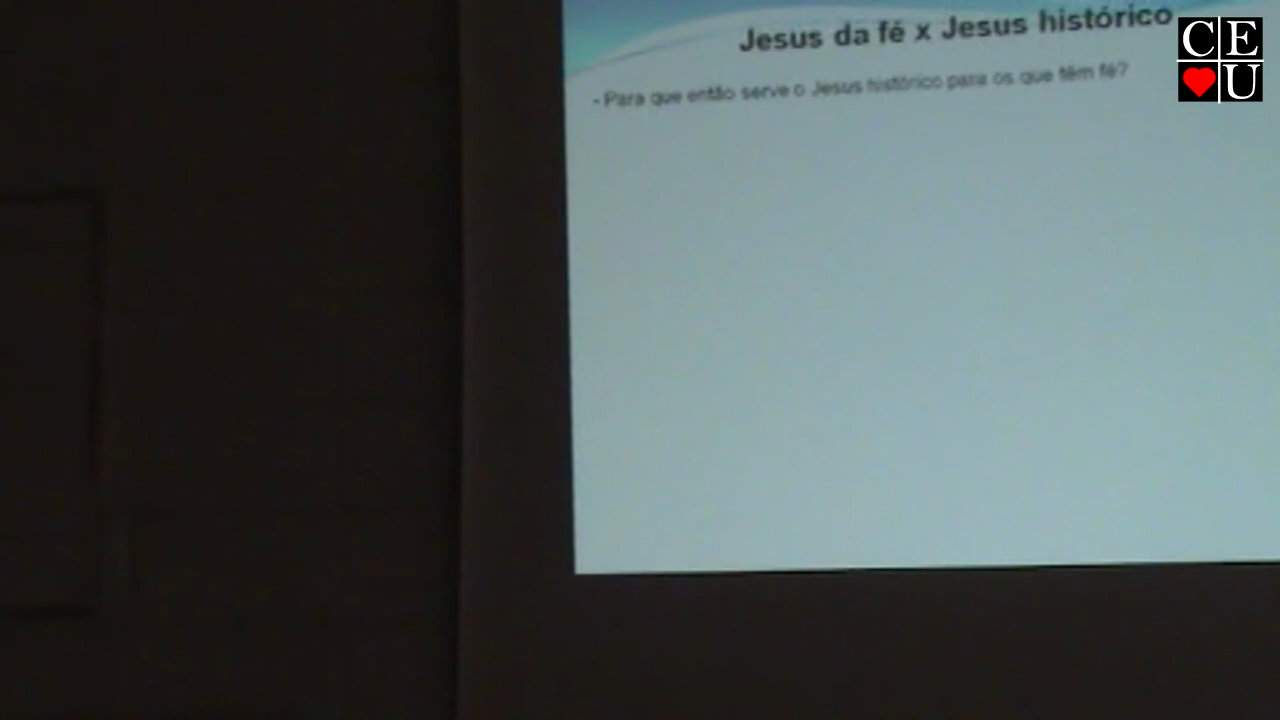 Jesus da fé x Jesus histórico
- Para que então serve o Jesus histórico para os que têm fé?
CE
U